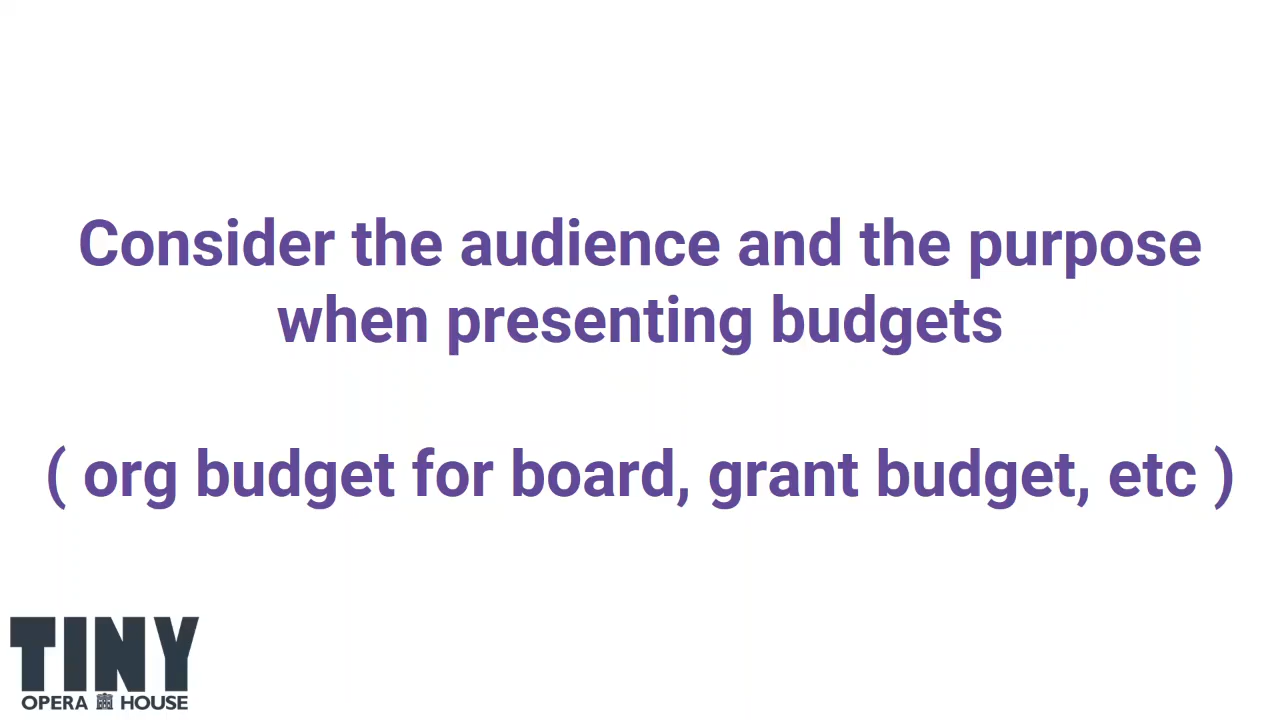 Consider the audience and the purpose
when presenting budgets
( org budget for board, grant budget, etc )
TINY
OPERA HOUSE